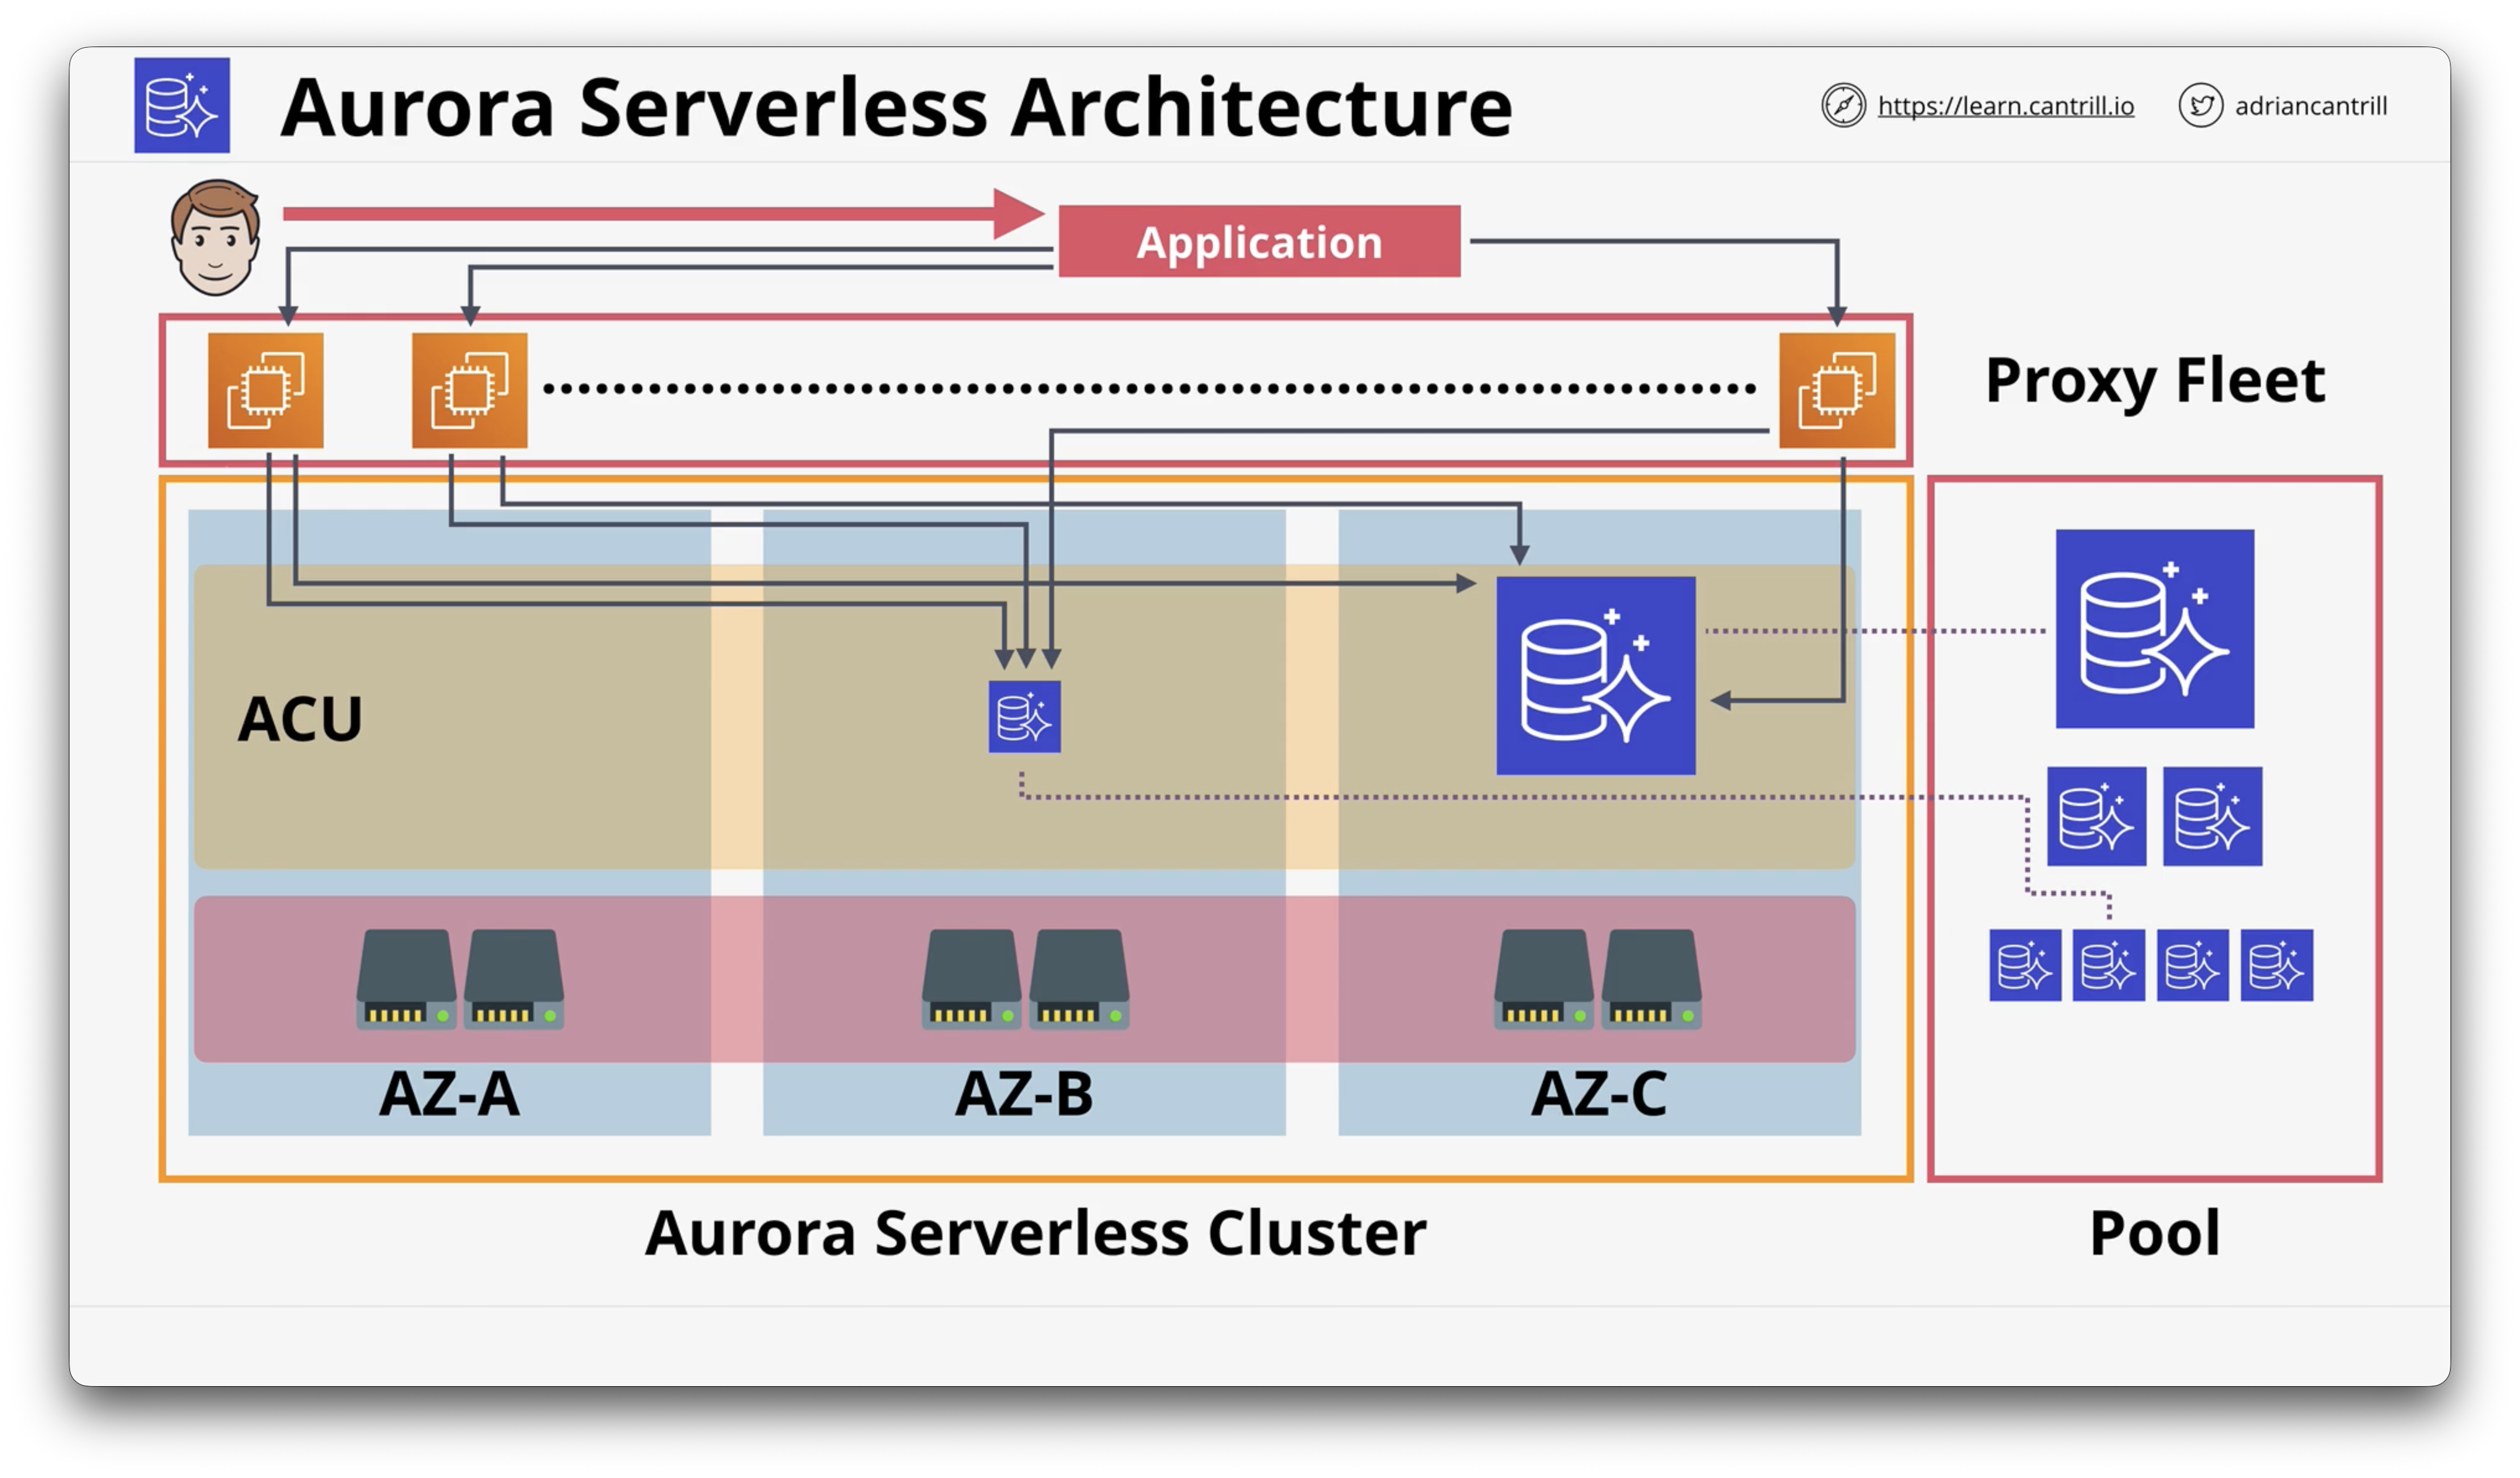 Aurora Serverless Architecture
https://learn.cantrill.io
adriancantrill
Application
Proxy Fleet
ACU
AZ-A
AZ-B
AZ-C
Aurora Serverless Cluster
Pool